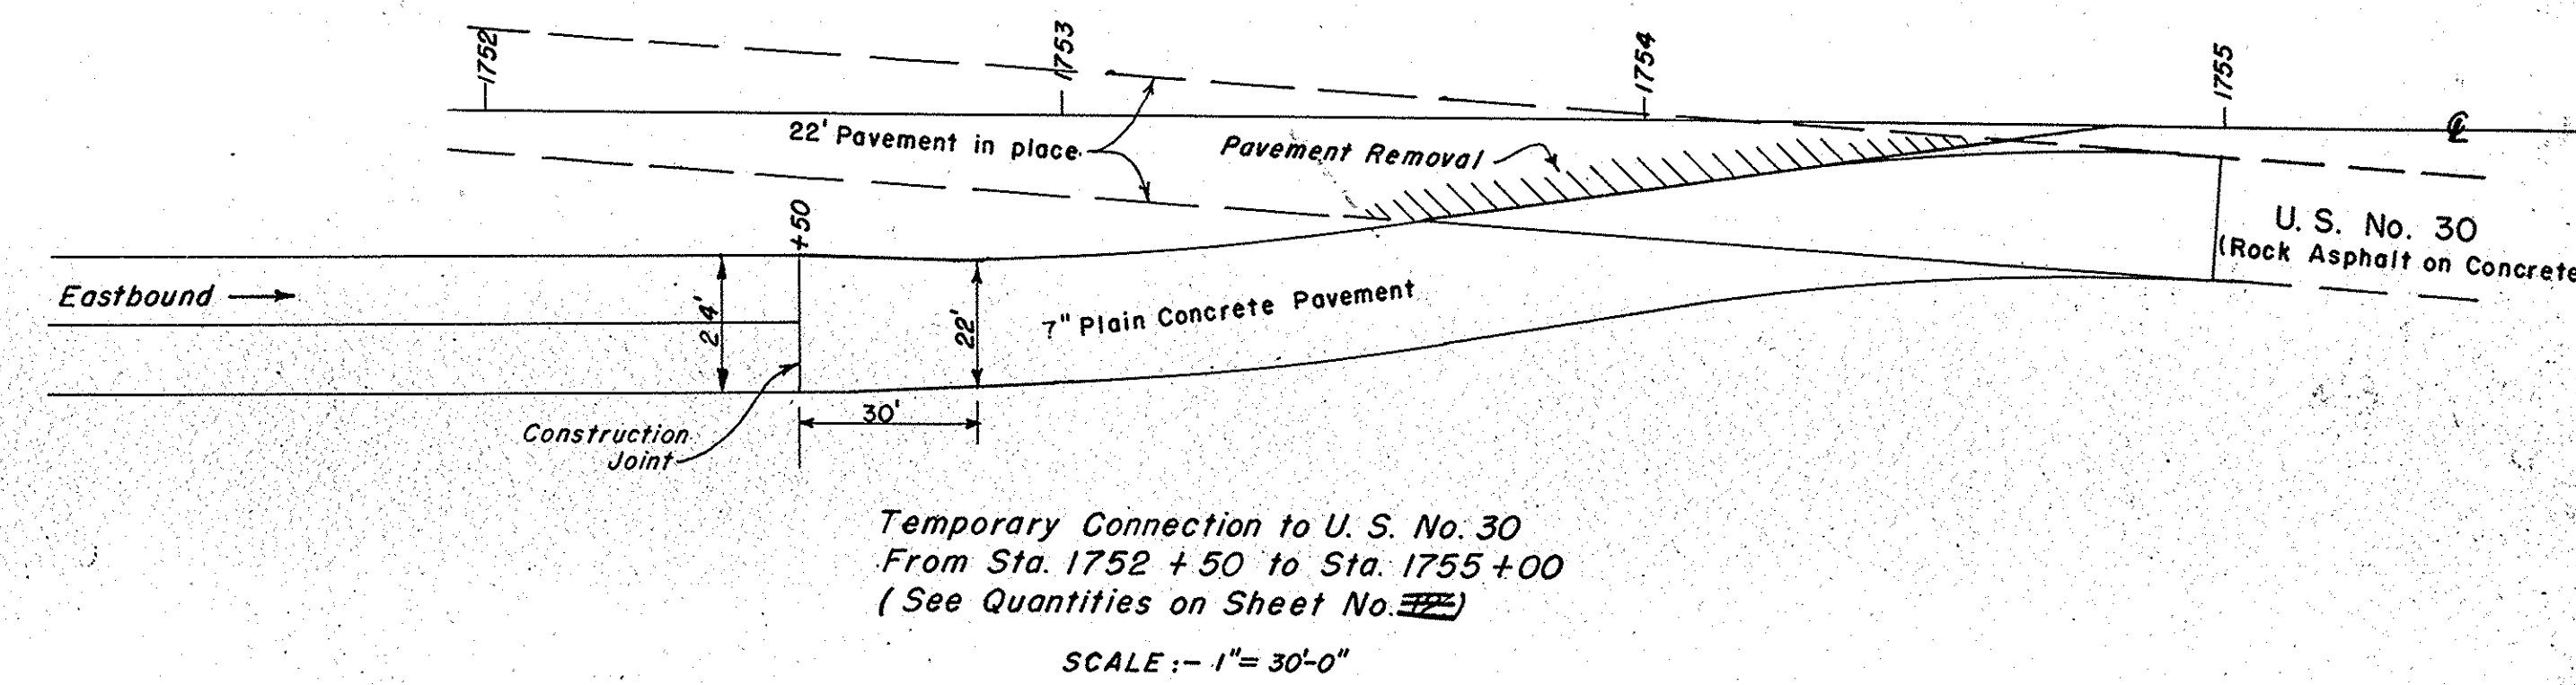 1752
1753
1754
1755
℄
22' Pavement in place
Pavement Removal
+50
U. S. No. 30
(Rock Asphalt on Concrete
Eastbound
24'
22'
7" Plain Concrete Pavement
30'
Construction
Joint
Temporary Connection to U. S. No. 30
From Sta. 1752 + 50 to Sta. 1755 + 00
( See Quantities on Sheet No. )
SCALE :- 1"= 30'-0"